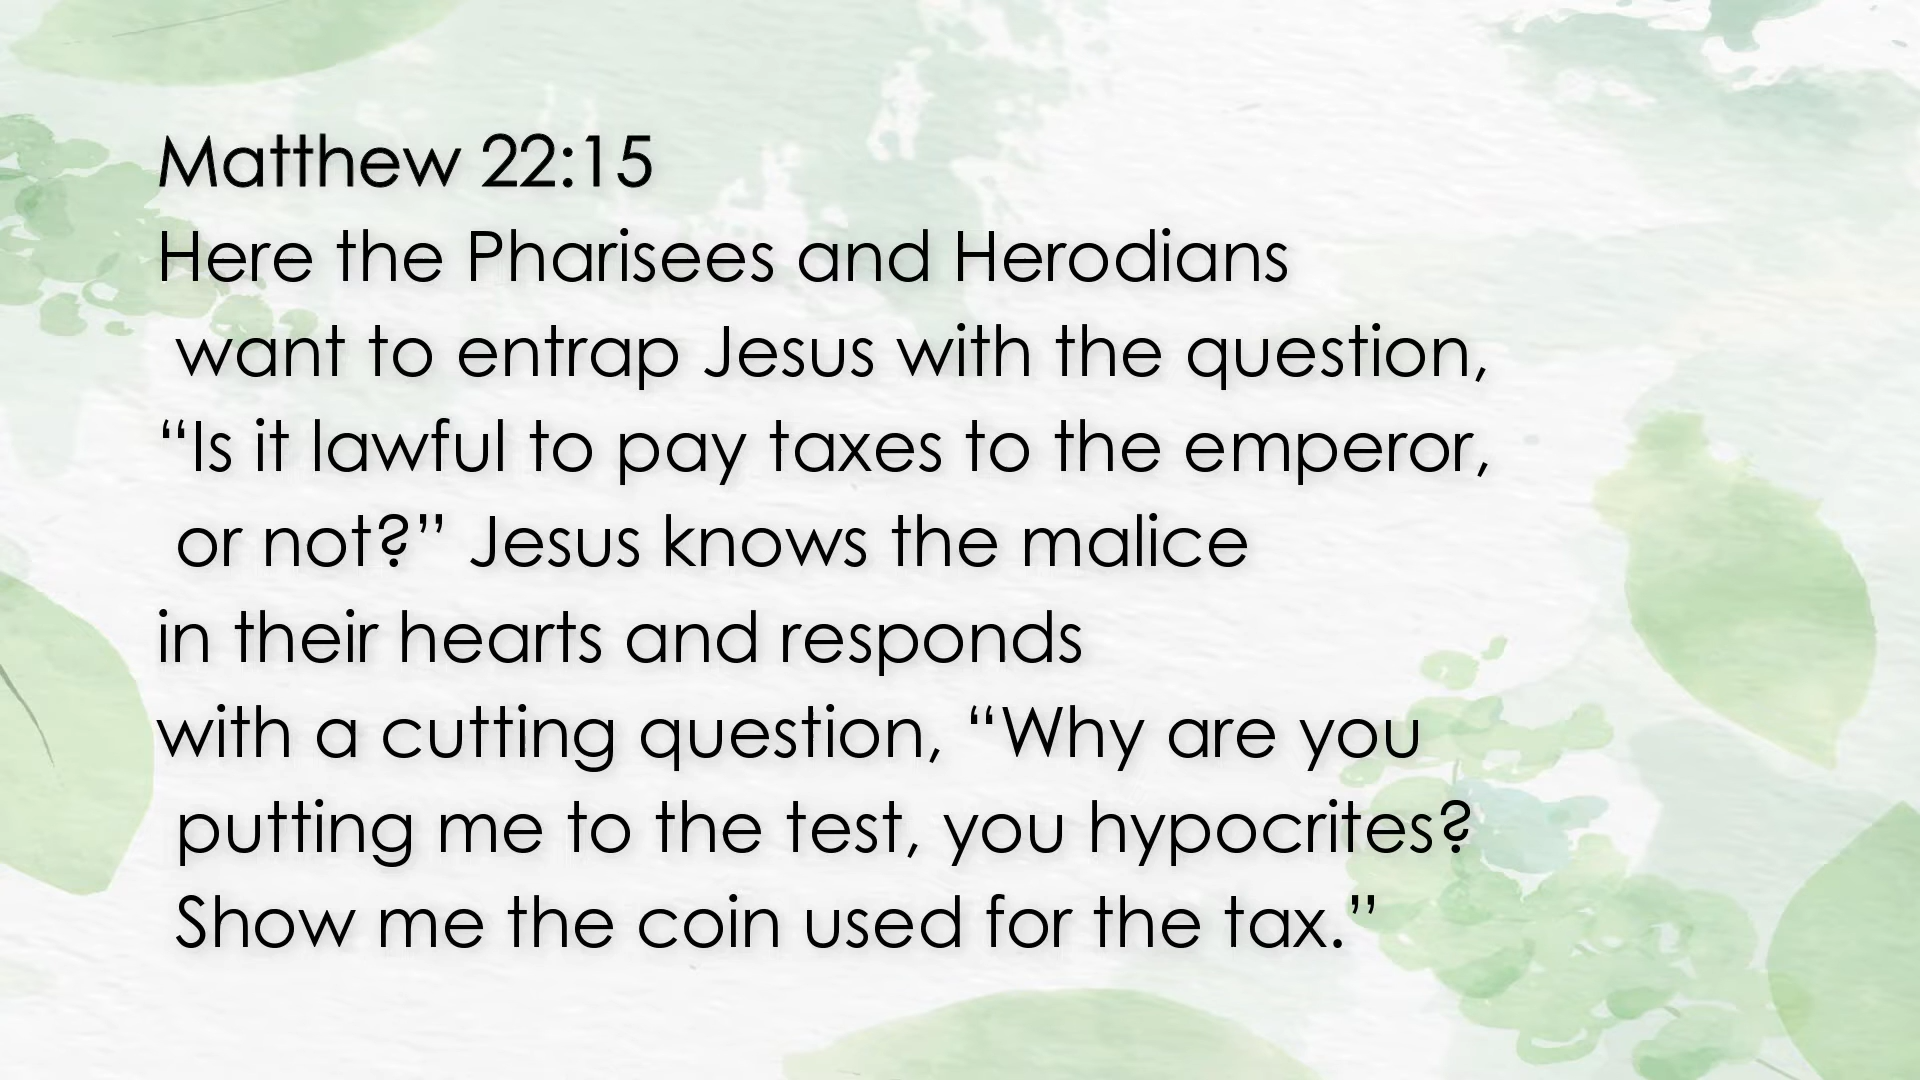 Matthew 22:15
Here the Pharisees and Herodians
want to entrap Jesus with the question,
“Is it lawful to pay taxes to the emperor,
or not?” Jesus knows the malice
in their hearts and responds
with a cutting question, “Why are you
putting me to the test, you hypocrites?
Show me the coin used for the tax.”